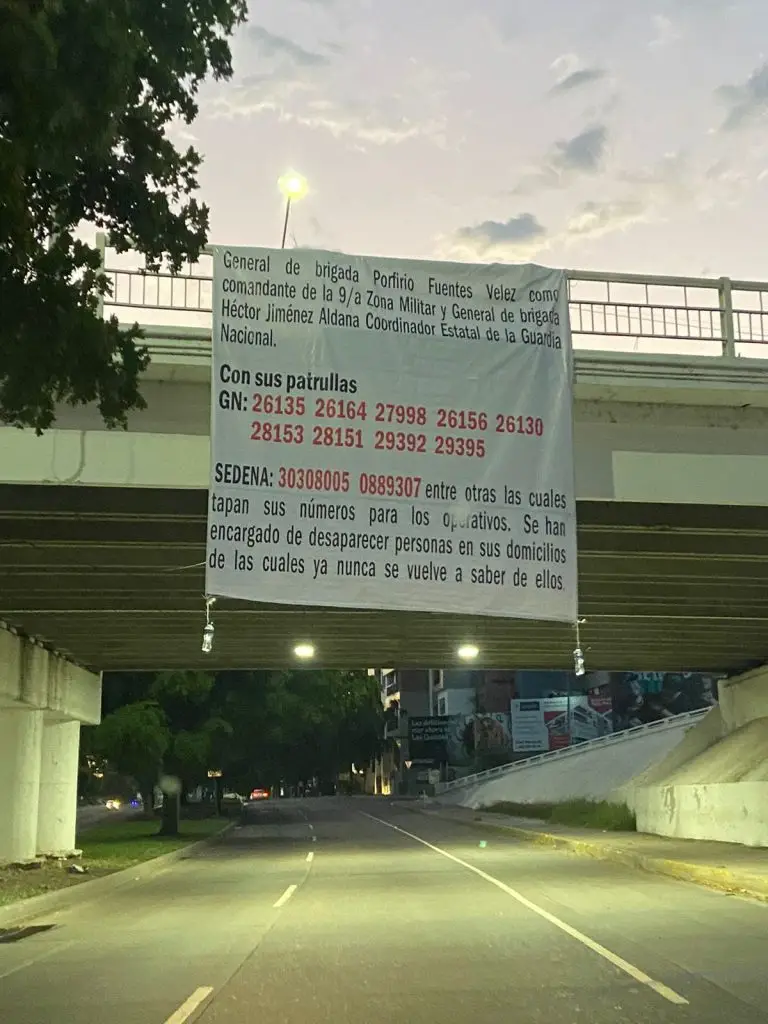 General de brigada Porfirio Fuentes Velez como
comandante de la 9/a Zona Militar y General de brigada
Héctor Jiménez Aldana Coordinador Estatal de la Guardia
Nacional.
Con sus patrullas
GN: 26135 26164 27998 26156 26130
28153 28151 29392 29395
SEDENA: 30308005 0889307 entre otras las cuales
tapan sus números para los operativos. Se han
encargado de desaparecer personas en sus domicilios
de las cuales ya nunca se vuelve a saber de ellos.